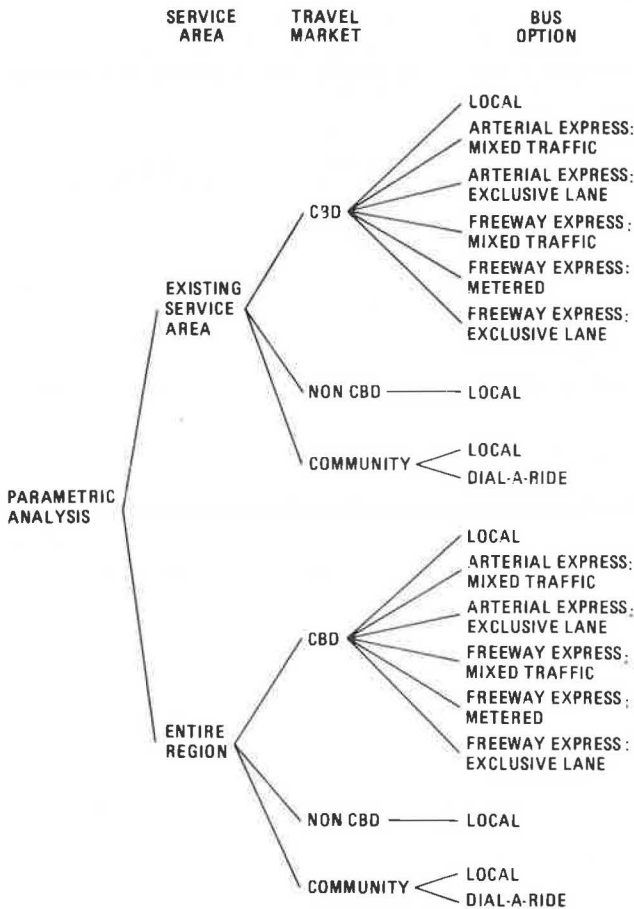 SERVICE AREA
TRAVEL MARKET
BUS OPTION
PARAMETRIC ANALYSIS
EXISTING SERVICE AREA
CBD
LOCAL
ARTERIAL EXPRESS:
MIXED TRAFFIC
ARTERIAL EXPRESS:
EXCLUSIVE LANE
FREEWAY EXPRESS:
MIXED TRAFFIC
FREEWAY EXPRESS:
METERED
FREEWAY EXPRESS:
EXCLUSIVE LANE
NON CBD
LOCAL
COMMUNITY
LOCAL
DIAL-A-RIDE
ENTIRE REGION
CBD
LOCAL
ARTERIAL EXPRESS:
MIXED TRAFFIC
ARTERIAL EXPRESS:
EXCLUSIVE LANE
FREEWAY EXPRESS:
MIXED TRAFFIC
FREEWAY EXPRESS:
METERED
FREEWAY EXPRESS:
EXCLUSIVE LANE
NON CBD
LOCAL
COMMUNITY
LOCAL
DIAL-A-RIDE